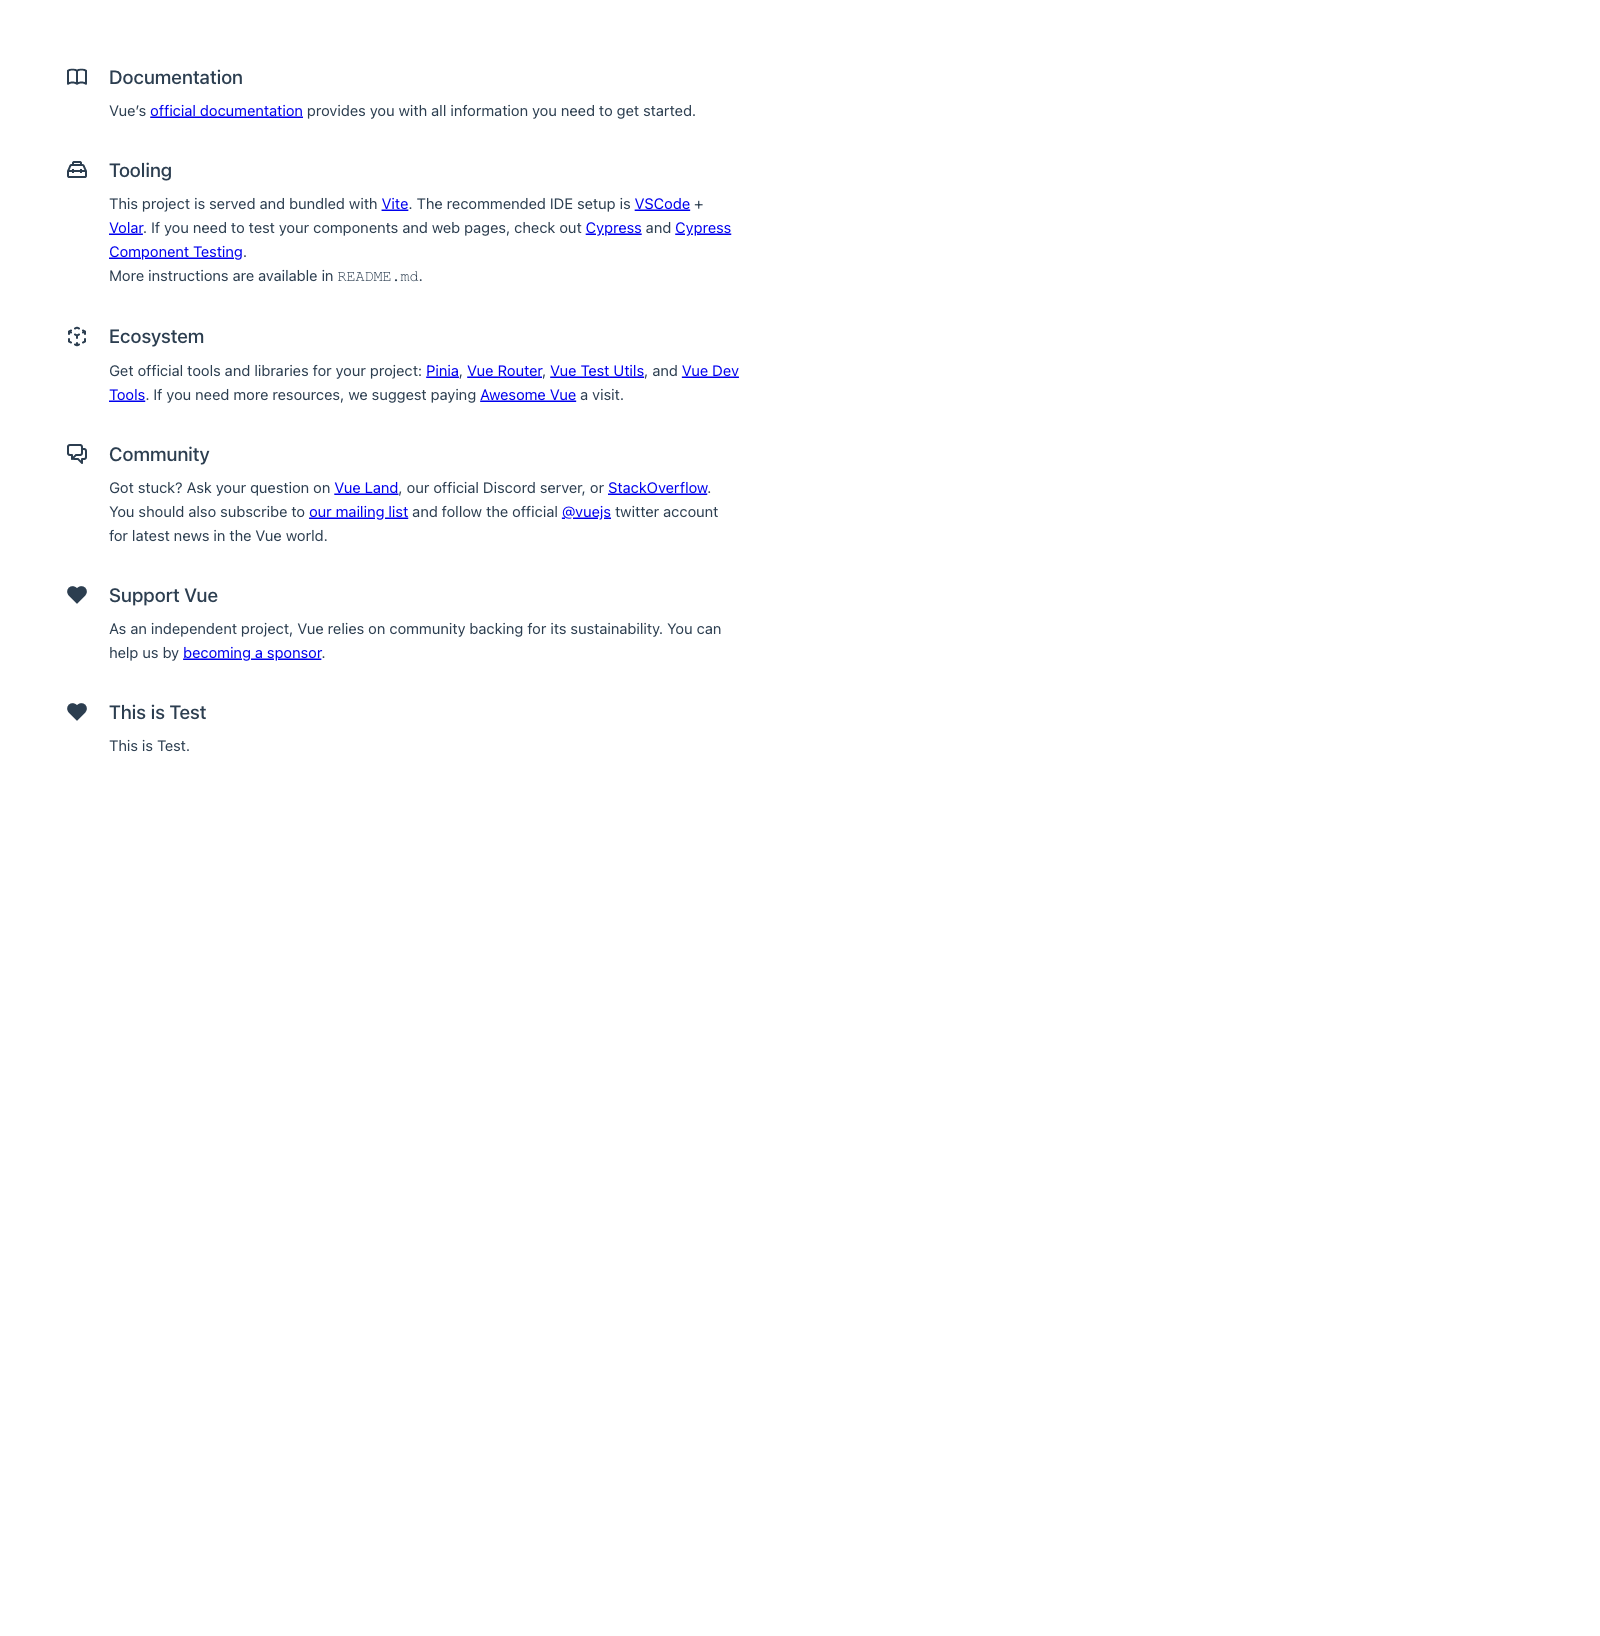 Documentation
Vue’s official documentation provides you with all information you need to get started.
Tooling
This project is served and bundled with Vite. The recommended IDE setup is VSCode +
Volar. If you need to test your components and web pages, check out Cypress and Cypress
Component Testing.
More instructions are available in README.md.
Ecosystem
Get official tools and libraries for your project: Pinia, Vue Router, Vue Test Utils, and Vue Dev
Tools. If you need more resources, we suggest paying Awesome Vue a visit.
Community
Got stuck? Ask your question on Vue Land, our official Discord server, or StackOverflow.
You should also subscribe to our mailing list and follow the official @vuejs twitter account
for latest news in the Vue world.
Support Vue
As an independent project, Vue relies on community backing for its sustainability. You can
help us by becoming a sponsor.
This is Test
This is Test.